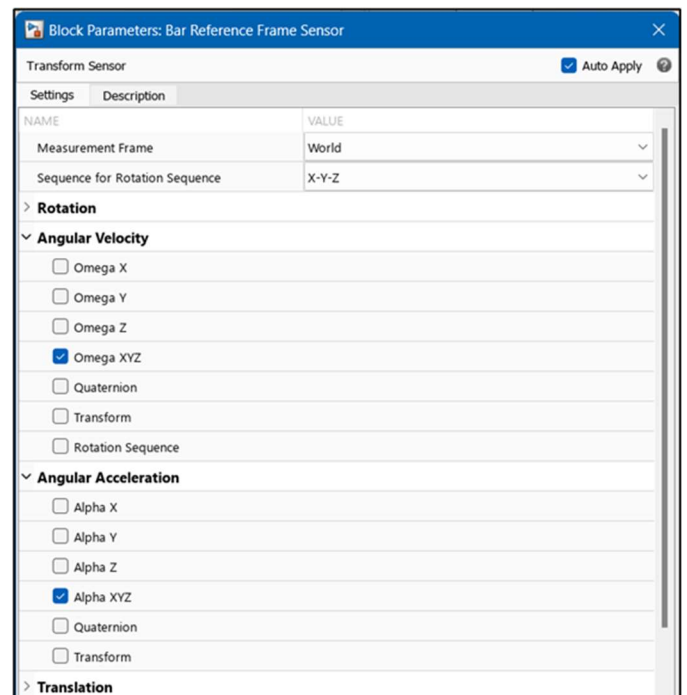 Block Parameters: Bar Reference Frame Sensor
Transform Sensor Auto Apply
Settings Description
NAME VALUE
Measurement Frame World
Sequence for Rotation Sequence X-Y-Z
Rotation
Angular Velocity
Omega X
Omega Y
Omega Z
Omega XYZ
Quaternion
Transform
Rotation Sequence
Angular Acceleration
Alpha X
Alpha Y
Alpha Z
Alpha XYZ
Quaternion
Transform
Translation